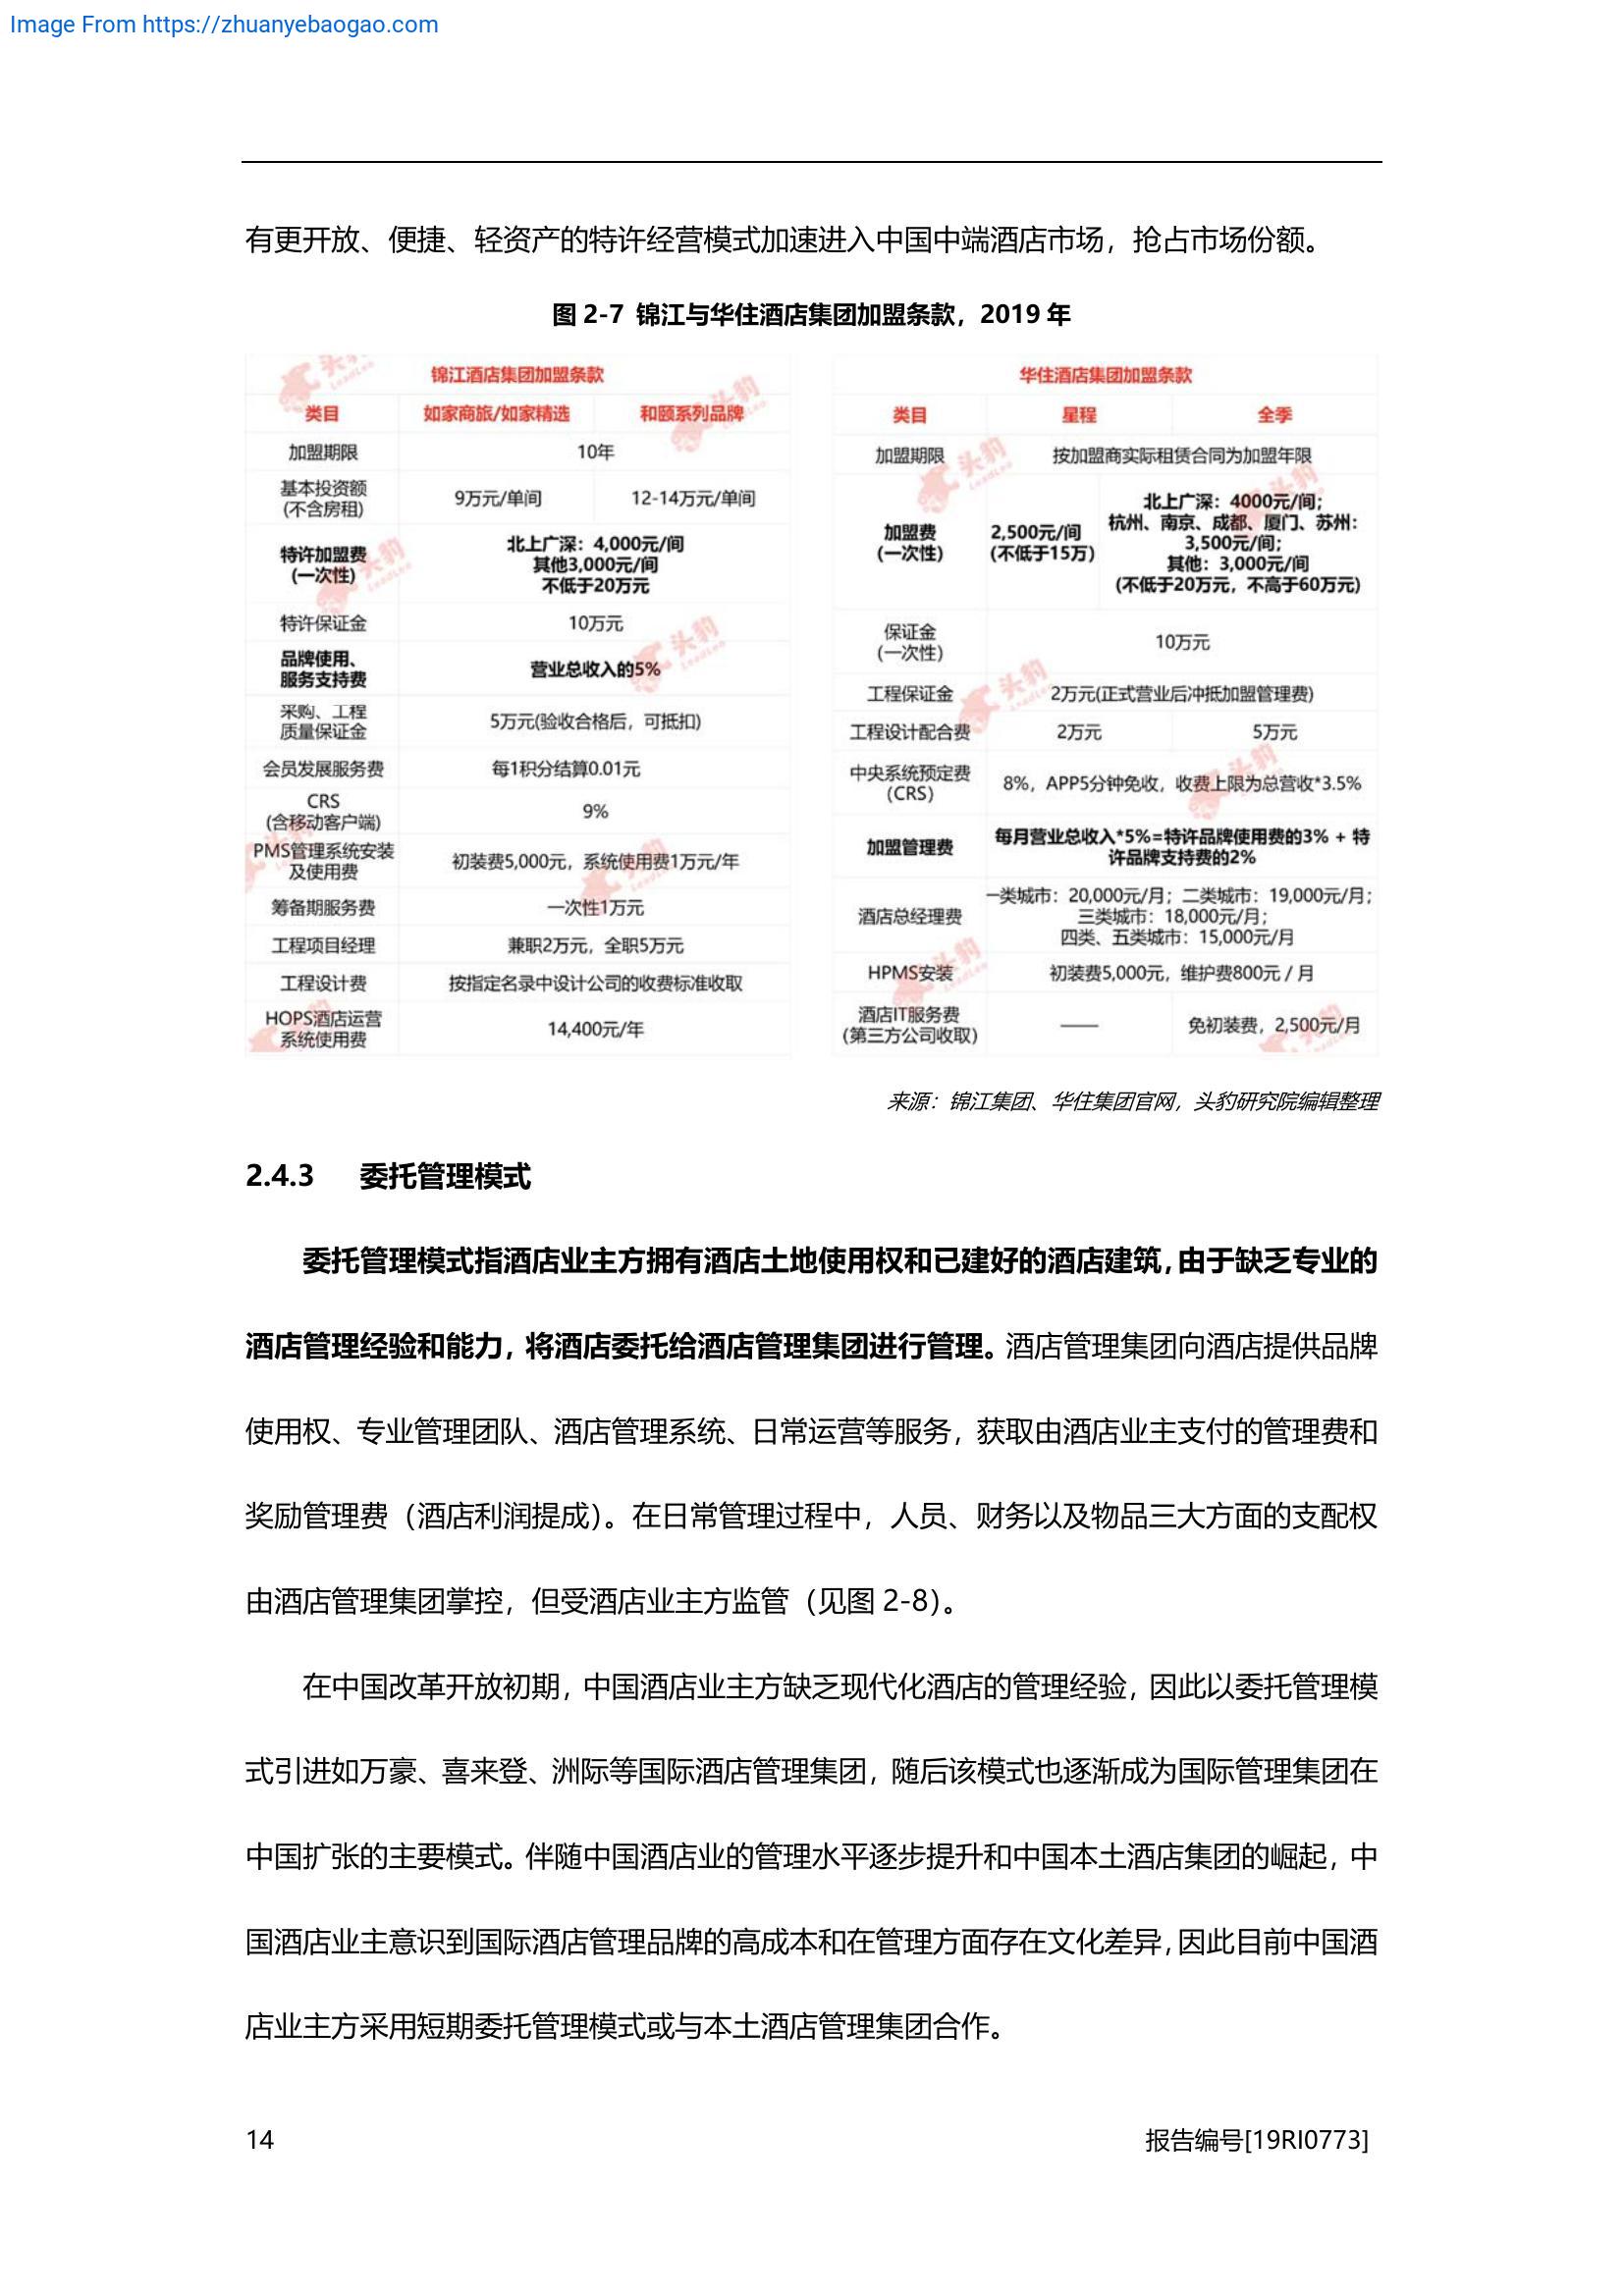 Image From https://zhuanyebaogao.com
有更开放、便捷、轻资产的特许经营模式加速进入中国中端酒店市场，抢占市场份额。
图 2-7 锦江与华住酒店集团加盟条款，2019 年
锦江酒店集团加盟条款
类目 如家商旅/如家精选 和颐系列品牌
加盟期限 10年
基本投资额
(不含房租)
9万元/单间 12-14万元/单间
特许加盟费
(一次性)
北上广深：4,000元/间
其他3,000元/间
不低于20万元
特许保证金 10万元
品牌使用、
服务支持费
营业总收入的5%
采购、工程
质量保证金
5万元(验收合格后，可抵扣)
会员发展服务费 每1积分结算0.01元
CRS
(含移动客户端)
9%
PMS管理系统安装
及使用费
初装费5,000元，系统使用费1万元/年
筹备期服务费 一次性1万元
工程项目经理 兼职2万元，全职5万元
工程设计费 按指定名录中设计公司的收费标准收取
HOPS酒店运营
系统使用费
14,400元/年
华住酒店集团加盟条款
类目 星程 全季
加盟期限 按加盟商实际租赁合同为加盟年限
加盟费
(一次性)
2,500元/间
(不低于15万)
北上广深：4000元/间；
杭州、南京、成都、厦门、苏州：
3,500元/间；
其他：3,000元/间
(不低于20万元，不高于60万元)
保证金
(一次性)
10万元
工程保证金 2万元(正式营业后冲抵加盟管理费)
工程设计配合费 2万元 5万元
中央系统预定费
（CRS）
8%，APP5分钟免收，收费上限为总营收*3.5%
加盟管理费
每月营业总收入*5%=特许品牌使用费的3% + 特
许品牌支持费的2%
酒店总经理费
一类城市：20,000元/月；二类城市：19,000元/月；
三类城市：18,000元/月；
四类、五类城市：15,000元/月
HPMS安装 初装费5,000元，维护费800元 / 月
酒店IT服务费
(第三方公司收取)
—— 免初装费，2,500元/月
头豹
LeadLeo
来源：锦江集团、华住集团官网，头豹研究院编辑整理
2.4.3 委托管理模式
委托管理模式指酒店业主方拥有酒店土地使用权和已建好的酒店建筑，由于缺乏专业的
酒店管理经验和能力，将酒店委托给酒店管理集团进行管理。酒店管理集团向酒店提供品牌
使用权、专业管理团队、酒店管理系统、日常运营等服务，获取由酒店业主支付的管理费和
奖励管理费（酒店利润提成）。在日常管理过程中，人员、财务以及物品三大方面的支配权
由酒店管理集团掌控，但受酒店业主方监管（见图 2-8）。
在中国改革开放初期，中国酒店业主方缺乏现代化酒店的管理经验，因此以委托管理模
式引进如万豪、喜来登、洲际等国际酒店管理集团，随后该模式也逐渐成为国际管理集团在
中国扩张的主要模式。伴随中国酒店业的管理水平逐步提升和中国本土酒店集团的崛起，中
国酒店业主意识到国际酒店管理品牌的高成本和在管理方面存在文化差异，因此目前中国酒
店业主方采用短期委托管理模式或与本土酒店管理集团合作。
14 报告编号[19RI0773]